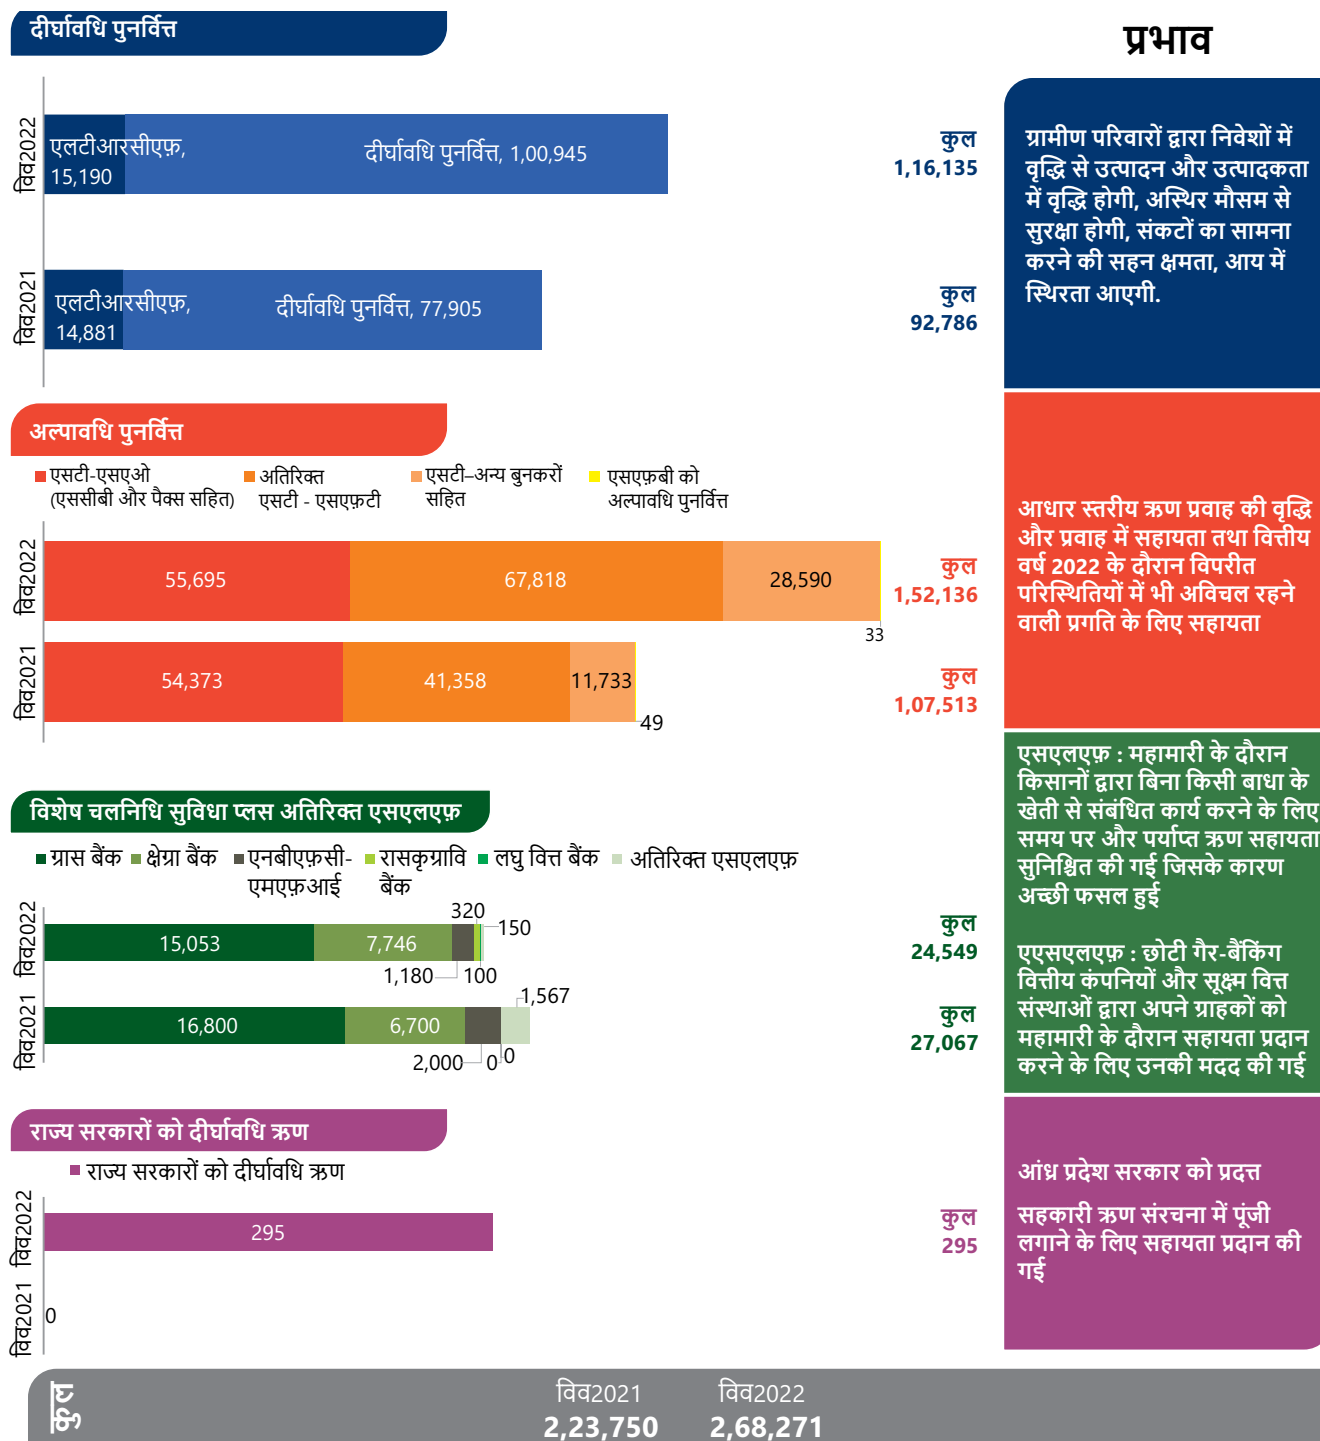 दीर्घावधि पुनर्वित्त
विव2022
एलटीआरसीएफ़,
15,190
दीर्घावधि पुनर्वित्त, 1,00,945
कुल
1,16,135
विव2021
एलटीआरसीएफ़,
14,881
दीर्घावधि पुनर्वित्त, 77,905
कुल
92,786
अल्पावधि पुनर्वित्त
एसटी-एसएओ
(एससीबी और पैक्स सहित)
अतिरिक्त
एसटी - एसएफ़टी
एसटी–अन्य बुनकरों
सहित
एसएफ़बी को
अल्पावधि पुनर्वित्त
विव2022
55,695
67,818
28,590
33
कुल
1,52,136
विव2021
54,373
41,358
11,733
49
कुल
1,07,513
विशेष चलनिधि सुविधा प्लस अतिरिक्त एसएलएफ़
ग्रास बैंक
क्षेग्रा बैंक
एनबीएफ़सी-
एमएफ़आई
रासकृग्रावि
बैंक
लघु वित्त बैंक
अतिरिक्त एसएलएफ़
विव2022
15,053
7,746
1,180
320
100
150
कुल
24,549
विव2021
16,800
6,700
2,000
0
0
1,567
कुल
27,067
राज्य सरकारों को दीर्घावधि ऋण
राज्य सरकारों को दीर्घावधि ऋण
विव2022
295
कुल
295
विव2021
0
प्रभाव
ग्रामीण परिवारों द्वारा निवेशों में
वृद्धि से उत्पादन और उत्पादकता
में वृद्धि होगी, अस्थिर मौसम से
सुरक्षा होगी, संकटों का सामना
करने की सहन क्षमता, आय में
स्थिरता आएगी.
आधार स्तरीय ऋण प्रवाह की वृद्धि
और प्रवाह में सहायता तथा वित्तीय
वर्ष 2022 के दौरान विपरीत
परिस्थितियों में भी अविचल रहने
वाली प्रगति के लिए सहायता
एसएलएफ़ : महामारी के दौरान
किसानों द्वारा बिना किसी बाधा के
खेती से संबंधित कार्य करने के लिए
समय पर और पर्याप्त ऋण सहायता
सुनिश्चित की गई जिसके कारण
अच्छी फसल हुई
एएसएलएफ़ : छोटी गैर-बैंकिंग
वित्तीय कंपनियों और सूक्ष्म वित्त
संस्थाओं द्वारा अपने ग्राहकों को
महामारी के दौरान सहायता प्रदान
करने के लिए उनकी मदद की गई
आंध्र प्रदेश सरकार को प्रदत्त
सहकारी ऋण संरचना में पूंजी
लगाने के लिए सहायता प्रदान की
गई
कुल
विव2021
2,23,750
विव2022
2,68,271